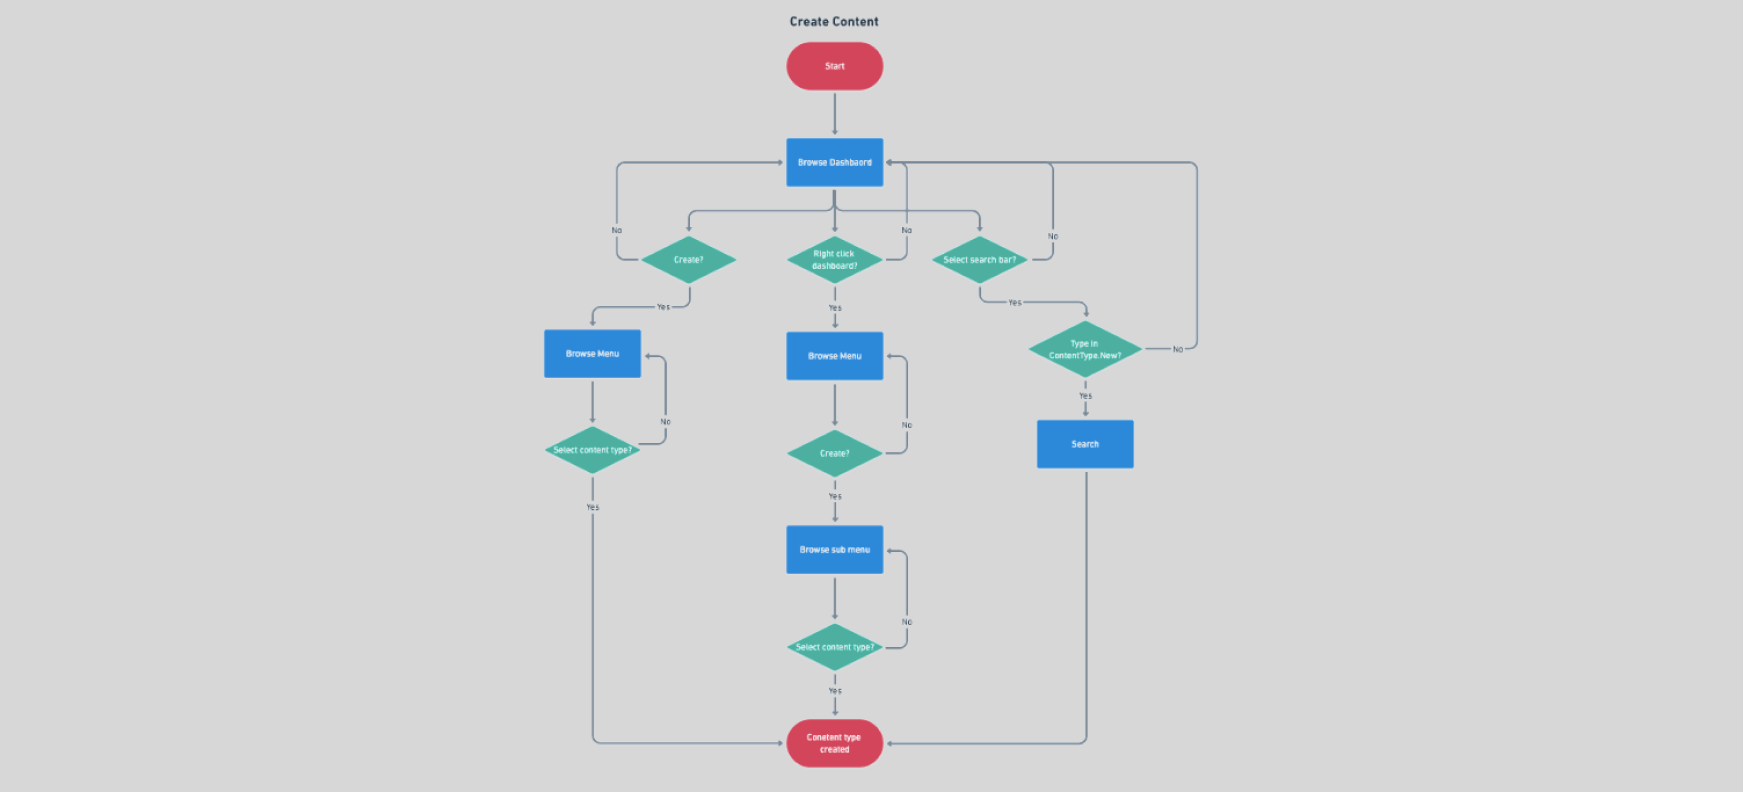 Create Content
Start
Browse Dashbaord
No
No
No
Create?
Right click
dashboard?
Select search bar?
Yes
Yes
Yes
Browse Menu
Browse Menu
Type in
ContentType.New?
No
Yes
No
No
Select content type?
Create?
Search
Yes
Yes
Browse sub menu
No
Select content type?
Yes
Conetent type
created